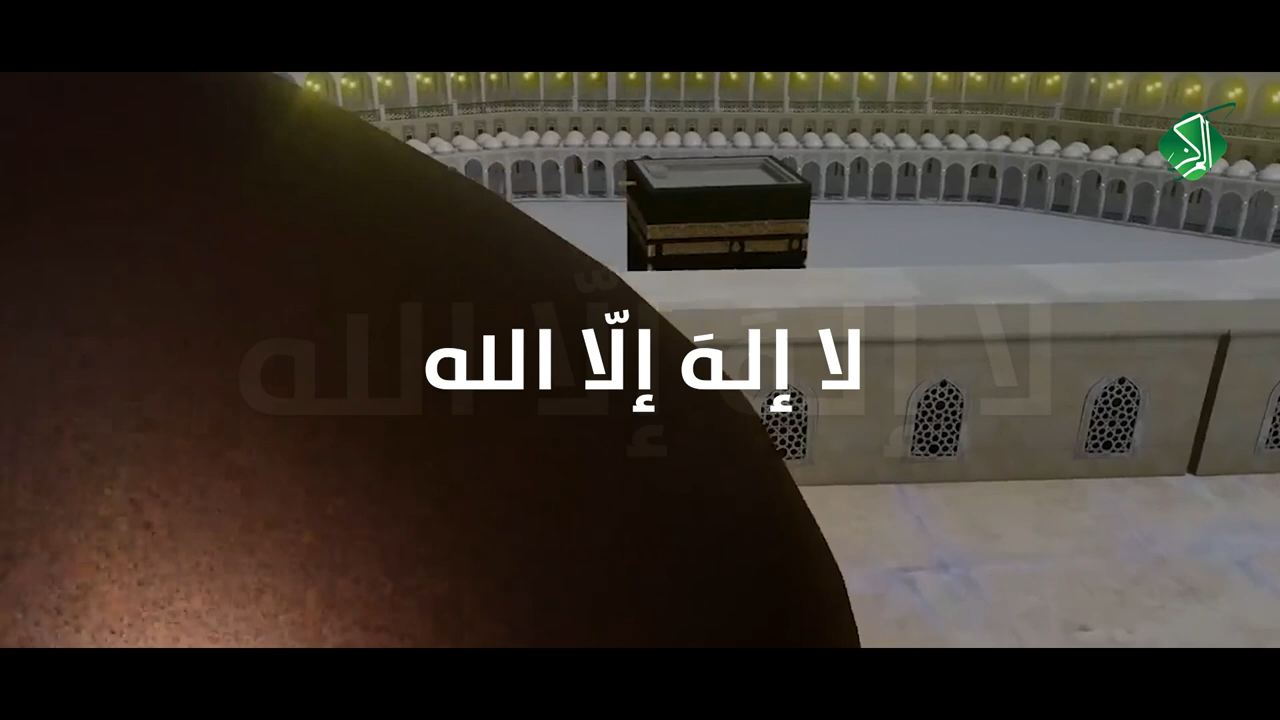 لا إلهَ إلّا الله